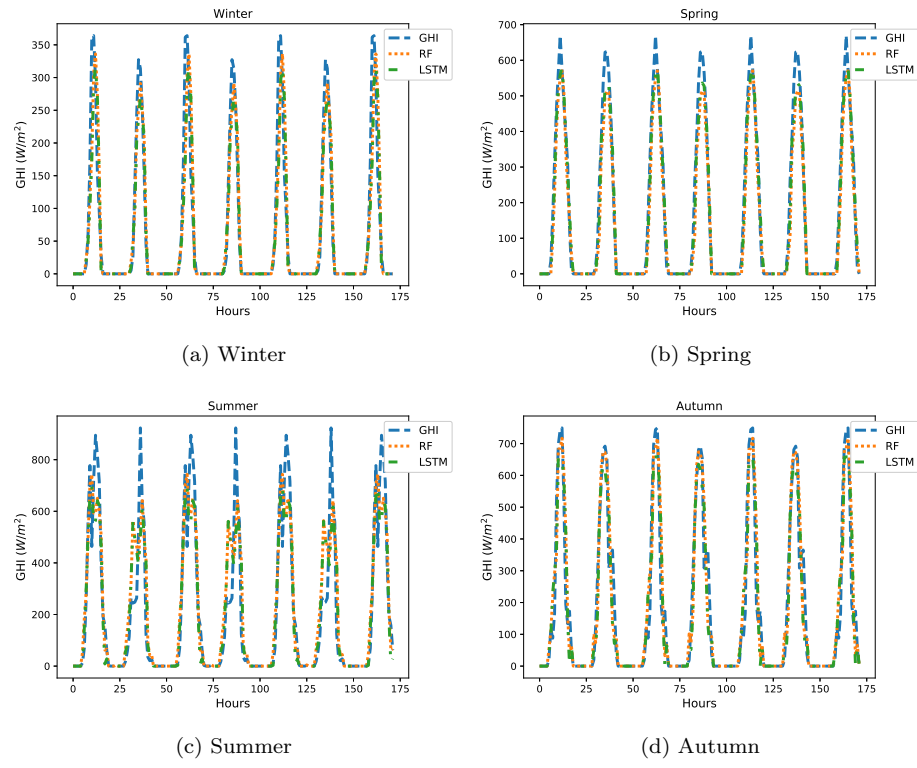 Winter
GHI (W/m²)
350
300
250
200
150
100
50
0
0 25 50 75 100 125 150 175
Hours
GHI
RF
LSTM
(a) Winter
Spring
GHI (W/m²)
700
600
500
400
300
200
100
0
0 25 50 75 100 125 150 175
Hours
GHI
RF
LSTM
(b) Spring
Summer
GHI (W/m²)
800
600
400
200
0
0 25 50 75 100 125 150 175
Hours
GHI
RF
LSTM
(c) Summer
Autumn
GHI (W/m²)
700
600
500
400
300
200
100
0
0 25 50 75 100 125 150 175
Hours
GHI
RF
LSTM
(d) Autumn